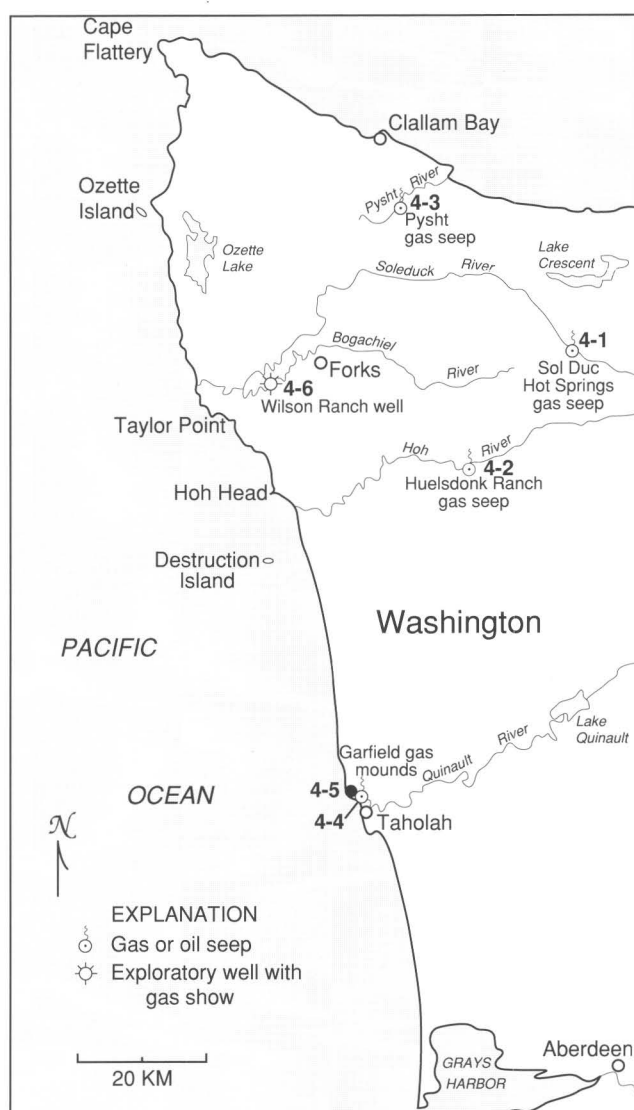 Cape
Flattery
Clallam Bay
Ozette
Island
Pysht River
4-3
Pysht
gas seep
Ozette
Lake
Lake
Crescent
Soleduck River
4-1
Sol Duc
Hot Springs
gas seep
Bogachiel River
Forks
4-6
Wilson Ranch well
Taylor Point
Hoh River
4-2
Huelsdonk Ranch
gas seep
Hoh Head
Destruction
Island
Washington
PACIFIC
OCEAN
Lake
Quinault
Quinault River
Garfield gas
mounds
4-5
4-4
Taholah
N
EXPLANATION
Gas or oil seep
Exploratory well with
gas show
20 KM
GRAYS
HARBOR
Aberdeen